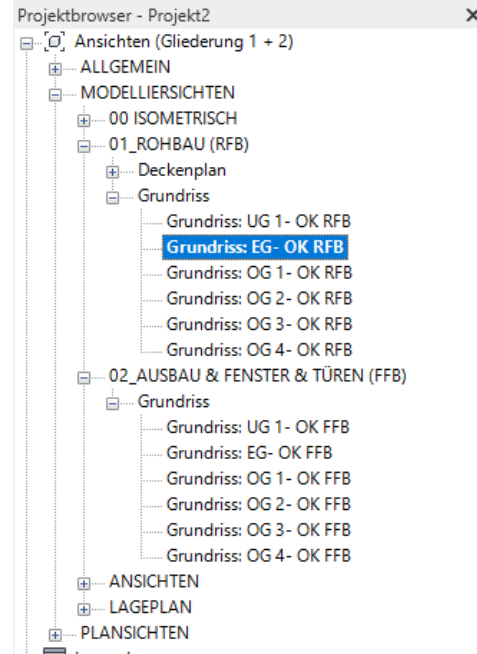 Projektbrowser - Projekt2
Ansichten (Gliederung 1 + 2)
ALLGEMEIN
MODELLIERSICHTEN
00 ISOMETRISCH
01_ROHBAU (RFB)
Deckenplan
Grundriss
Grundriss: UG 1- OK RFB
Grundriss: EG- OK RFB
Grundriss: OG 1- OK RFB
Grundriss: OG 2- OK RFB
Grundriss: OG 3- OK RFB
Grundriss: OG 4- OK RFB
02_AUSBAU & FENSTER & TÜREN (FFB)
Grundriss
Grundriss: UG 1- OK FFB
Grundriss: EG- OK FFB
Grundriss: OG 1- OK FFB
Grundriss: OG 2- OK FFB
Grundriss: OG 3- OK FFB
Grundriss: OG 4- OK FFB
ANSICHTEN
LAGEPLAN
PLANSICHTEN